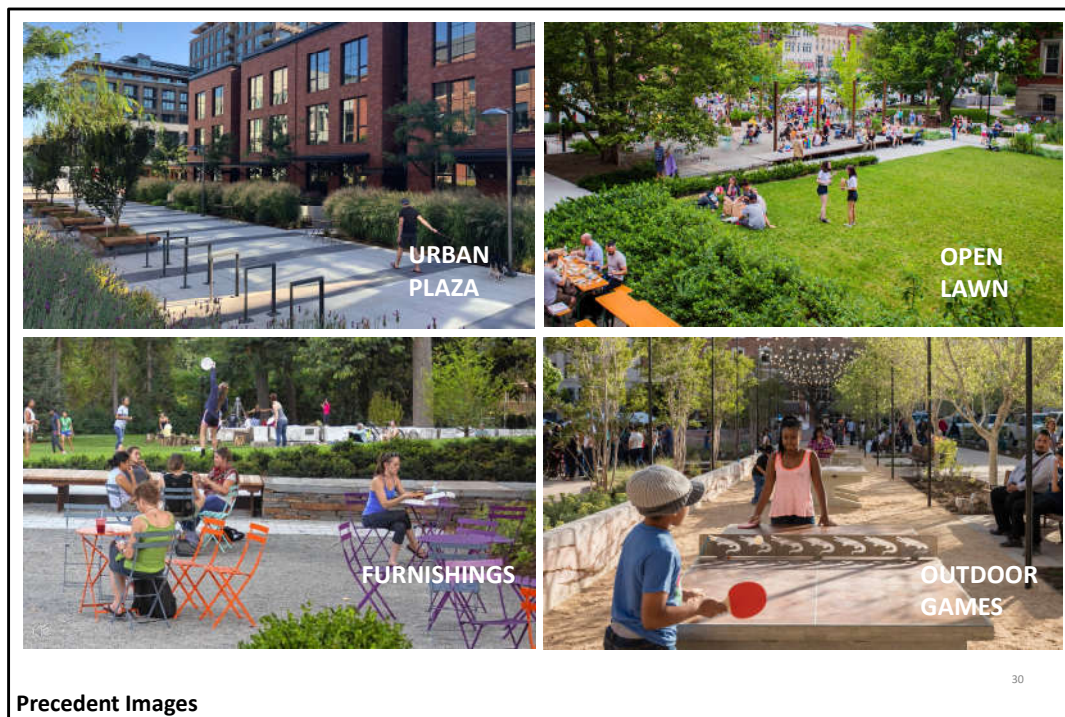 URBAN
PLAZA
OPEN
LAWN
FURNISHINGS
OUTDOOR
GAMES
30
Precedent Images